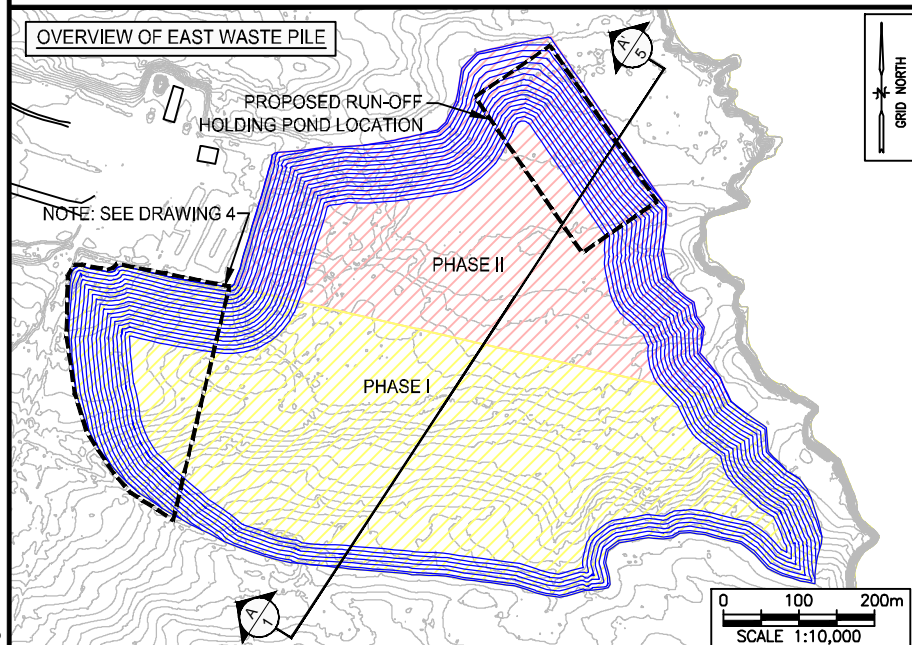 OVERVIEW OF EAST WASTE PILE
A'
5
GRID NORTH
PROPOSED RUN-OFF
HOLDING POND LOCATION
NOTE: SEE DRAWING 4
PHASE II
PHASE I
A
1
0 100 200m
SCALE 1:10,000